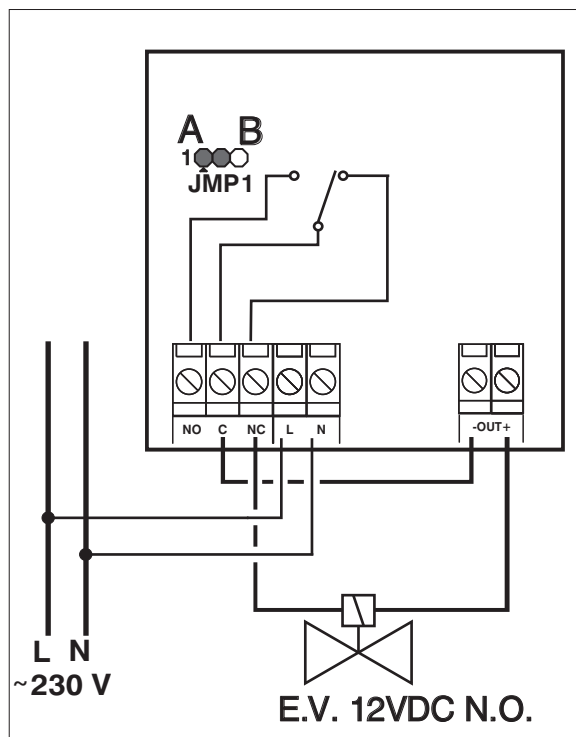 A B
1
JMP1
NO C NC L N
-OUT+
L N
~230 V
E.V. 12VDC N.O.